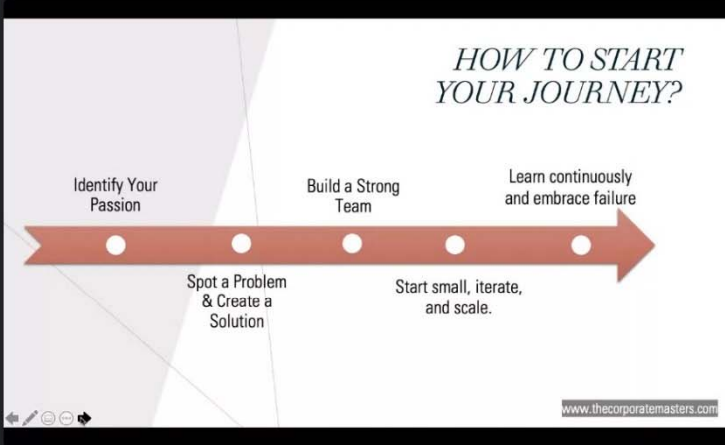 HOW TO START
YOUR JOURNEY?
Identify Your
Passion
Spot a Problem
& Create a
Solution
Build a Strong
Team
Start small, iterate,
and scale.
Learn continuously
and embrace failure
www.thecorporatemasters.com